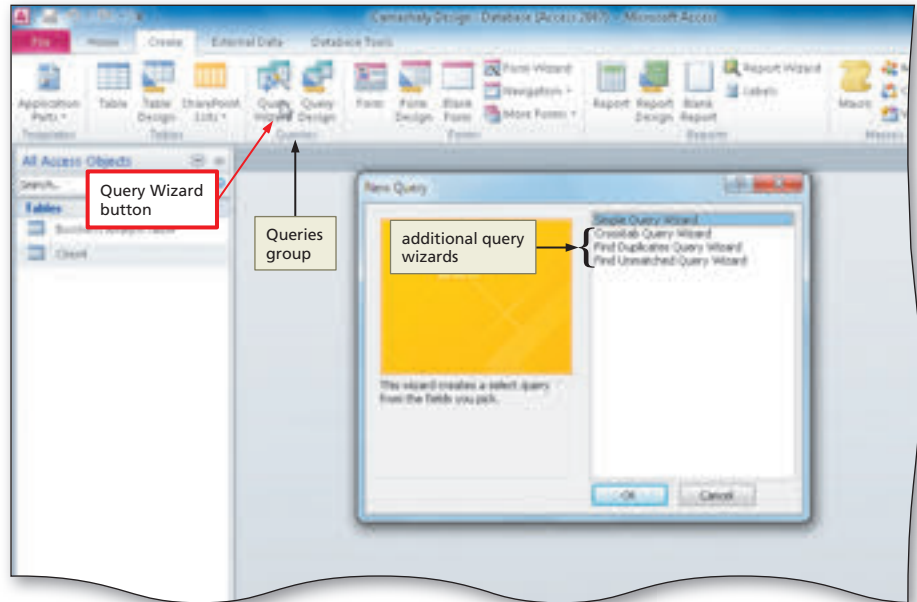 Camashaly Design : Database (Access 2007) - Microsoft Access
File Home Create External Data Database Tools
Application Parts
Table
Table Design
SharePoint Lists
Query Wizard
Query Design
Form
Form Design
Blank Form
Form Wizard
Navigation
More Forms
Report
Report Design
Blank Report
Report Wizard
Labels
Macro
Templates
Tables
Queries
Forms
Reports
All Access Objects
Search...
Query Wizard
button
Tables
Client
Queries
group
New Query
additional query
wizards
Simple Query Wizard
Crosstab Query Wizard
Find Duplicates Query Wizard
Find Unmatched Query Wizard
This wizard creates a select query
from the fields you pick.
OK
Cancel